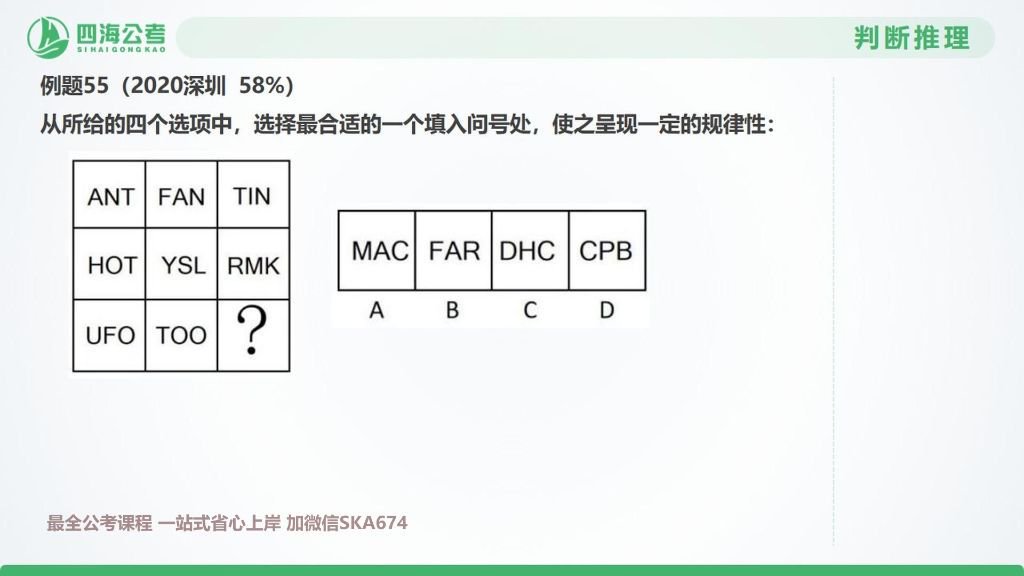 四海公考
SIHAIGONGKAO
判断推理
例题55（2020深圳 58%）
从所给的四个选项中，选择最合适的一个填入问号处，使之呈现一定的规律性：
ANT FAN TIN
HOT YSL RMK
UFO TOO ?
MAC FAR DHC CPB
A B C D
最全公考课程 一站式省心上岸 加微信SKA674